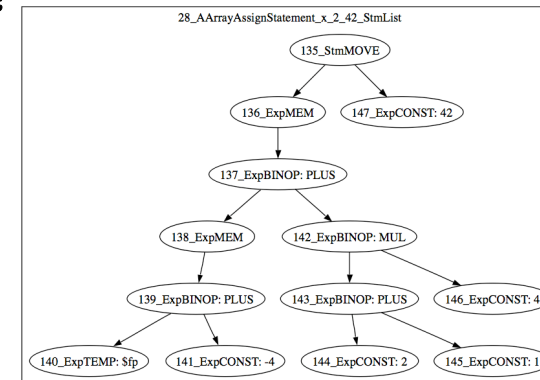 28_AArrayAssignStatement_x_2_42_StmList
135_StmMOVE
136_ExpMEM
147_ExpCONST: 42
137_ExpBINOP: PLUS
138_ExpMEM
142_ExpBINOP: MUL
139_ExpBINOP: PLUS
143_ExpBINOP: PLUS
146_ExpCONST: 4
140_ExpTEMP: $fp
141_ExpCONST: -4
144_ExpCONST: 2
145_ExpCONST: 1